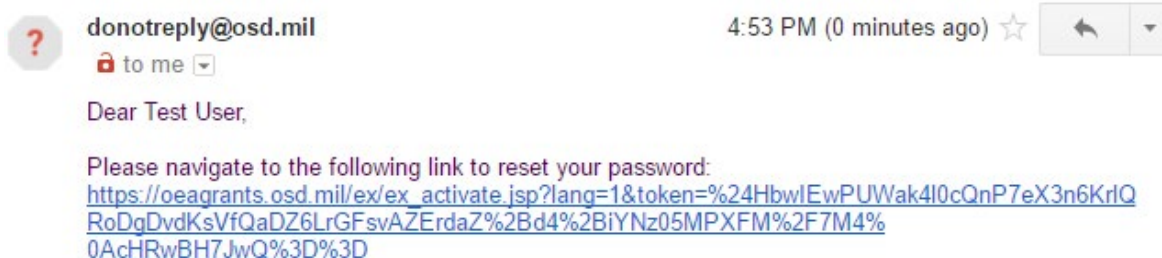 donotreply@osd.mil 4:53 PM (0 minutes ago)
to me
Dear Test User,
Please navigate to the following link to reset your password:
https://oeagrants.osd.mil/ex/ex_activate.jsp?lang=1&token=%24HbwIEwPUWak4I0cQnP7eX3n6KrIQ
RoDgDvdKsVfQaDZ6LrGFsvAZErdaZ%2Bd4%2BiYNz05MPXFM%2F7M4%
0AcHRwBH7JwQ%3D%3D